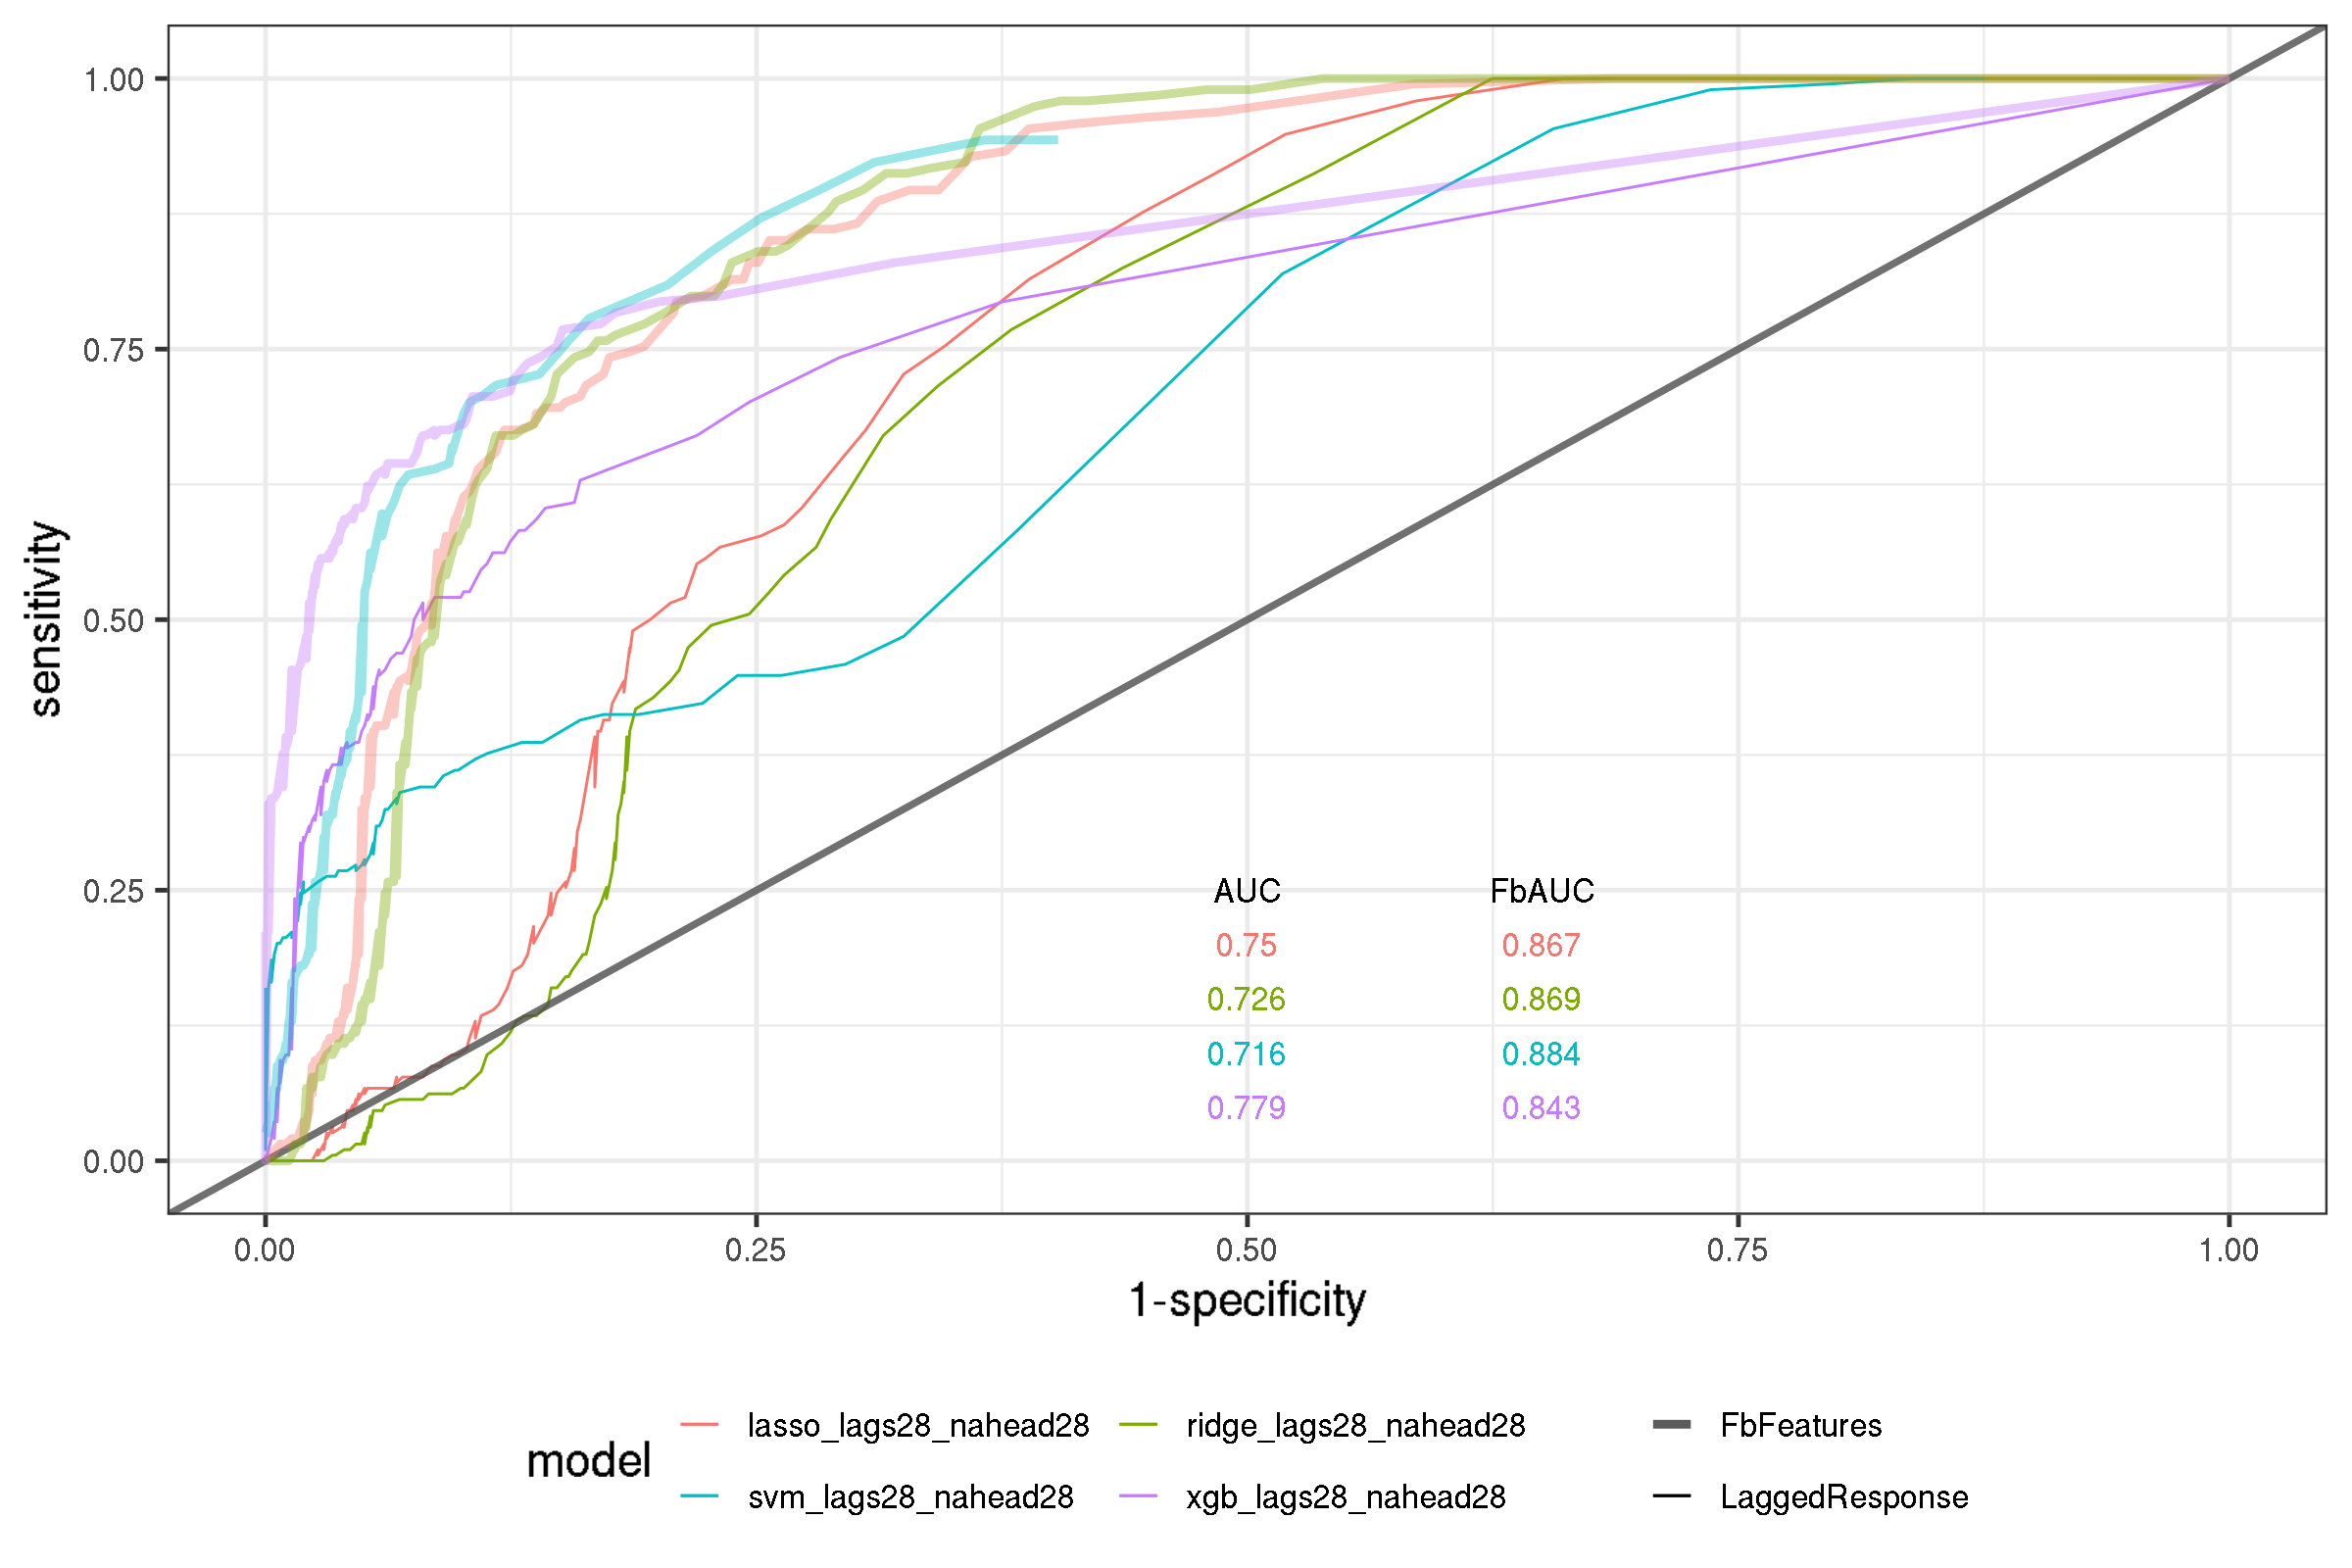 1.00
0.75
0.50
0.25
0.00
sensitivity
AUC FbAUC
0.75 0.867
0.726 0.869
0.716 0.884
0.779 0.843
0.00 0.25 0.50 0.75 1.00
1-specificity
model
lasso_lags28_nahead28 ridge_lags28_nahead28 FbFeatures
svm_lags28_nahead28 xgb_lags28_nahead28 LaggedResponse